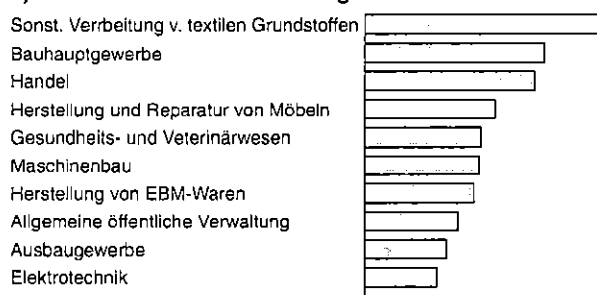 Sonst. Verrbeitung v. textilen Grundstoffen
Bauhauptgewerbe
Handel
Herstellung und Reparatur von Möbeln
Gesundheits- und Veterinärwesen
Maschinenbau
Herstellung von EBM-Waren
Allgemeine öffentliche Verwaltung
Ausbaugewerbe
Elektrotechnik